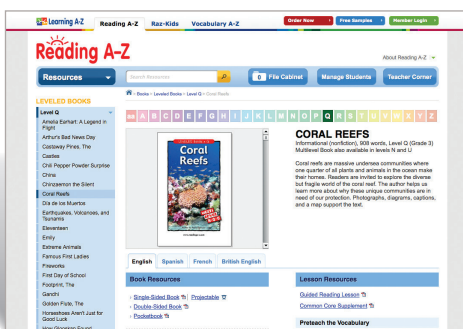 Learning A-Z
Reading A-Z
Raz-Kids
Vocabulary A-Z
Order Now
Free Samples
Member Login
Reading A-Z
About Reading A-Z
Resources
Search Resources
0 File Cabinet
Manage Students
Teacher Corner
> Books > Leveled Books > Level Q > Coral Reefs
LEVELED BOOKS
aa A B C D E F G H I J K L M N O P Q R S T U V W X Y Z
Level Q
Amelia Earhart: A Legend in
Flight
Arthur's Bad News Day
Castaway Pines, The
Castles
Chili Pepper Powder Surprise
China
Chinzaemon the Silent
Coral Reefs
Día de los Muertos
Earthquakes, Volcanoes, and
Tsunamis
Eleventeen
Emily
Extreme Animals
Famous First Ladies
Fireworks
First Day of School
Footprint, The
Gandhi
Golden Flute, The
Horseshoes Aren't Just for
Good Luck
How Glooscap Found
Coral
Reefs
CORAL REEFS
Informational (nonfiction), 908 words, Level Q (Grade 3)
Multilevel Book also available in levels N and U
Coral reefs are massive undersea communities where
one quarter of all plants and animals in the ocean make
their homes. Readers are invited to explore the diverse
but fragile world of the coral reef. The author helps us
learn more about why these unique communities are in
need of our protection. Photographs, diagrams, captions,
and a map support the text.
English
Spanish
French
British English
Book Resources
› Single-Sided Book | Projectable
› Double-Sided Book
› Pocketbook
Lesson Resources
Guided Reading Lesson
Common Core Supplement
Preteach the Vocabulary